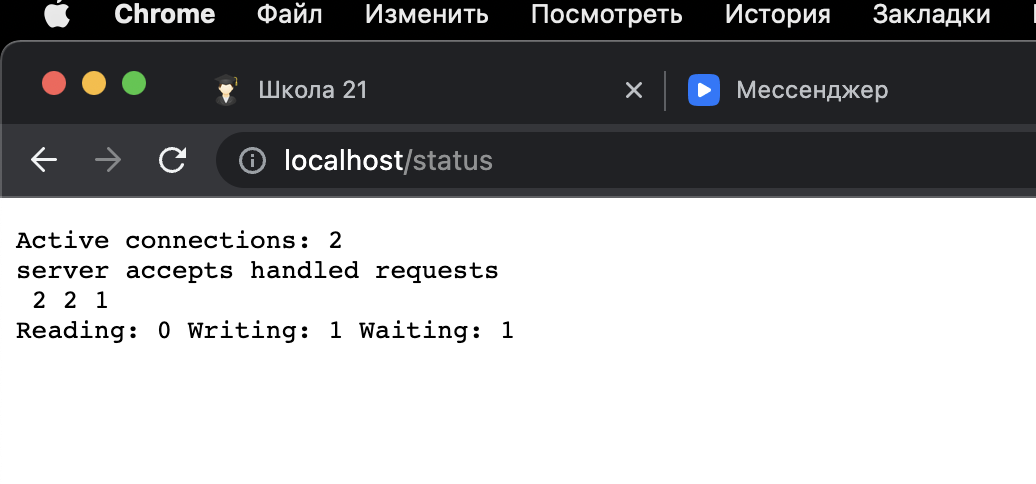 Chrome Файл Изменить Посмотреть История Закладки
Школа 21 Мессенджер
localhost/status
Active connections: 2
server accepts handled requests
2 2 1
Reading: 0 Writing: 1 Waiting: 1